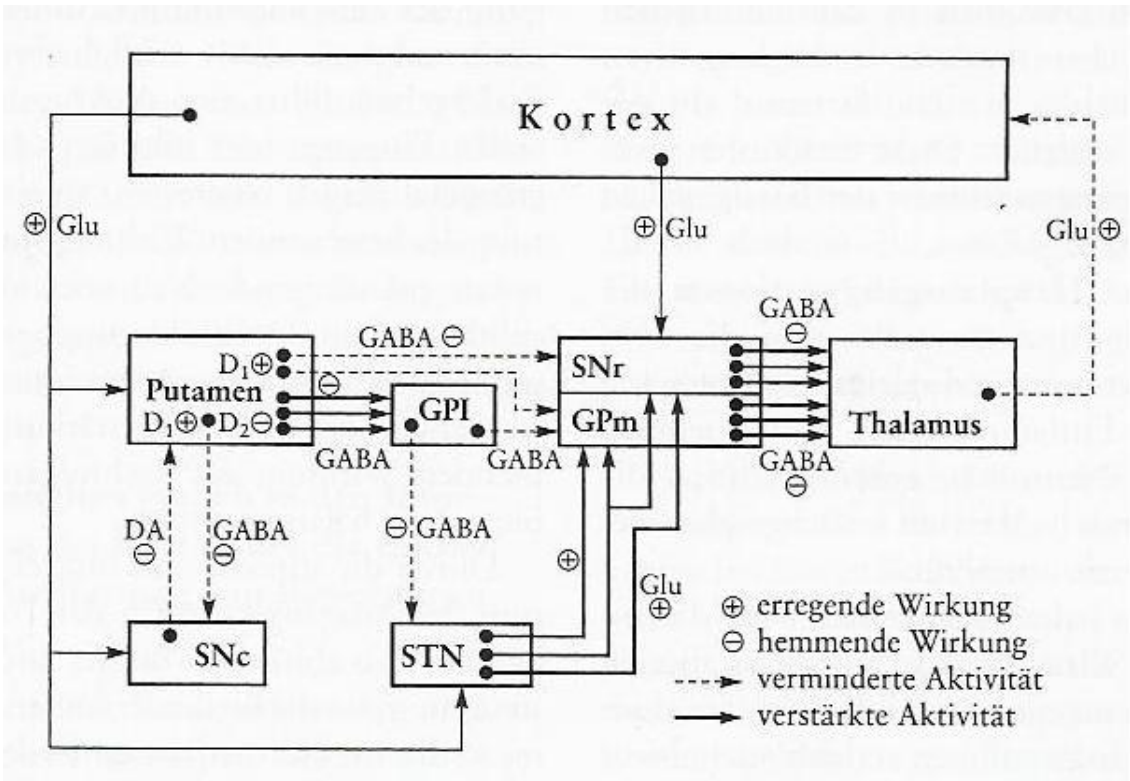 Kortex
⊕ Glu
⊕ Glu
Glu ⊕
GABA ⊖
GABA
⊖
D₁⊕
⊖
SNr
Putamen
GPI
GPm
Thalamus
D₁⊕ D₂⊖
GABA
GABA
GABA
⊖
DA
⊖
GABA
⊖
⊖ GABA
⊕
Glu
⊕
SNc
STN
⊕ erregende Wirkung
⊖ hemmende Wirkung
verminderte Aktivität
verstärkte Aktivität